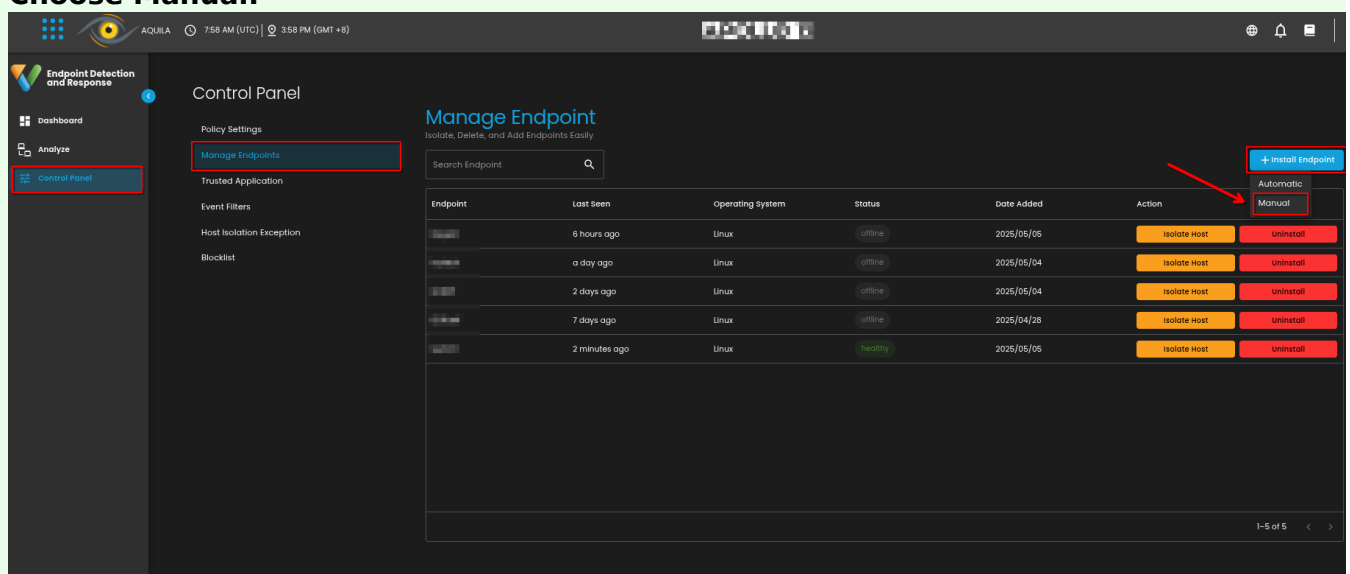 Choose Manual.
AQUILA 7:58 AM (UTC) | 3:58 PM (GMT +8)
Endpoint Detection
and Response
Dashboard
Analyze
Control Panel
Control Panel
Policy Settings
Manage Endpoints
Trusted Application
Event Filters
Host Isolation Exception
Blocklist
Manage Endpoint
Isolate, Delete, and Add Endpoints Easily
Search Endpoint
+ Install Endpoint
Automatic
Manual
Endpoint Last Seen Operating System Status Date Added Action
6 hours ago Linux offline 2025/05/05 Isolate Host Uninstall
a day ago Linux offline 2025/05/04 Isolate Host Uninstall
2 days ago Linux offline 2025/05/04 Isolate Host Uninstall
7 days ago Linux offline 2025/04/28 Isolate Host Uninstall
2 minutes ago Linux healthy 2025/05/05 Isolate Host Uninstall
1–5 of 5